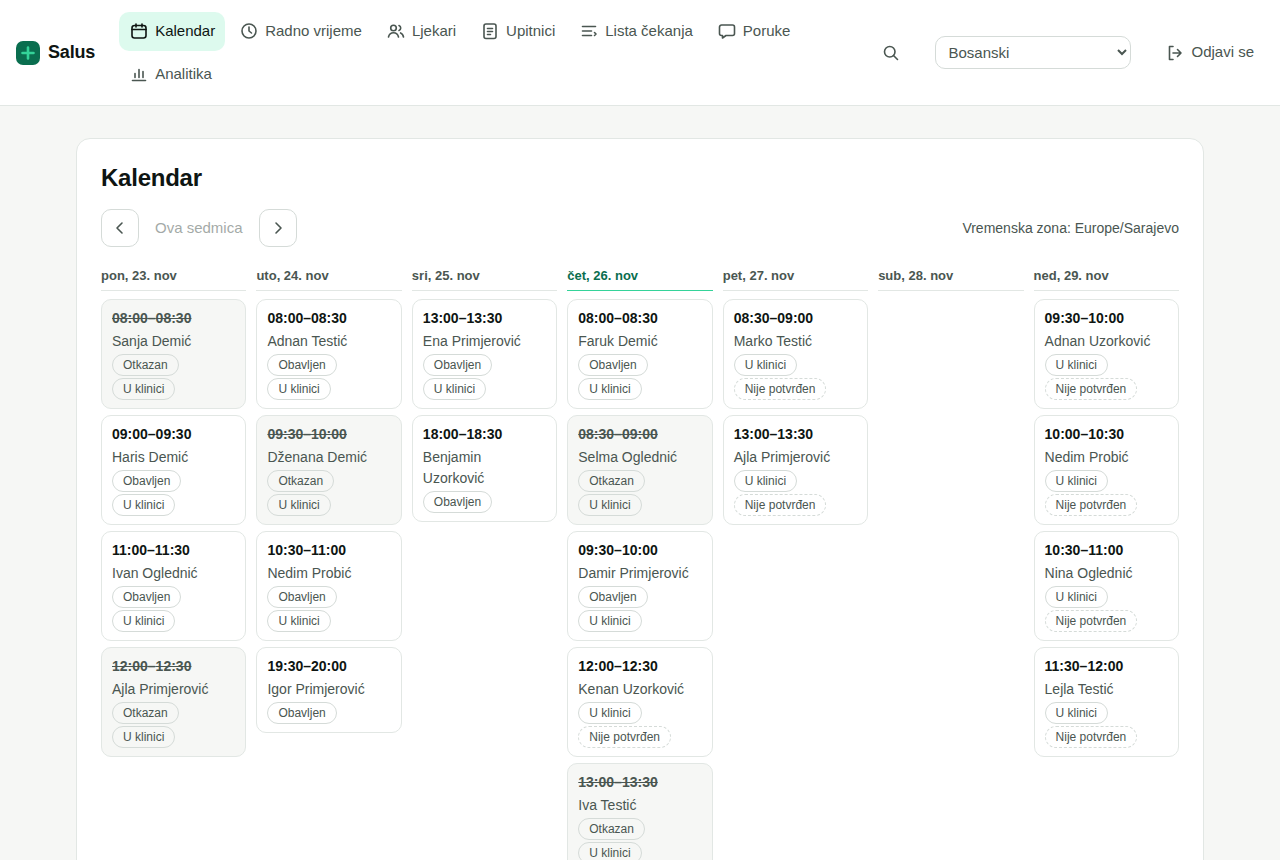 Salus
Kalendar
Radno vrijeme
Ljekari
Upitnici
Lista čekanja
Poruke
Analitika
Bosanski
Odjavi se
Kalendar
Ova sedmica
Vremenska zona: Europe/Sarajevo
pon, 23. nov
08:00–08:30
Sanja Demić
Otkazan
U klinici
09:00–09:30
Haris Demić
Obavljen
U klinici
11:00–11:30
Ivan Oglednić
Obavljen
U klinici
12:00–12:30
Ajla Primjerović
Otkazan
U klinici
uto, 24. nov
08:00–08:30
Adnan Testić
Obavljen
U klinici
09:30–10:00
Dženana Demić
Otkazan
U klinici
10:30–11:00
Nedim Probić
Obavljen
U klinici
19:30–20:00
Igor Primjerović
Obavljen
sri, 25. nov
13:00–13:30
Ena Primjerović
Obavljen
U klinici
18:00–18:30
Benjamin
Uzorković
Obavljen
čet, 26. nov
08:00–08:30
Faruk Demić
Obavljen
U klinici
08:30–09:00
Selma Oglednić
Otkazan
U klinici
09:30–10:00
Damir Primjerović
Obavljen
U klinici
12:00–12:30
Kenan Uzorković
U klinici
Nije potvrđen
13:00–13:30
Iva Testić
Otkazan
U klinici
pet, 27. nov
08:30–09:00
Marko Testić
U klinici
Nije potvrđen
13:00–13:30
Ajla Primjerović
U klinici
Nije potvrđen
sub, 28. nov
ned, 29. nov
09:30–10:00
Adnan Uzorković
U klinici
Nije potvrđen
10:00–10:30
Nedim Probić
U klinici
Nije potvrđen
10:30–11:00
Nina Oglednić
U klinici
Nije potvrđen
11:30–12:00
Lejla Testić
U klinici
Nije potvrđen